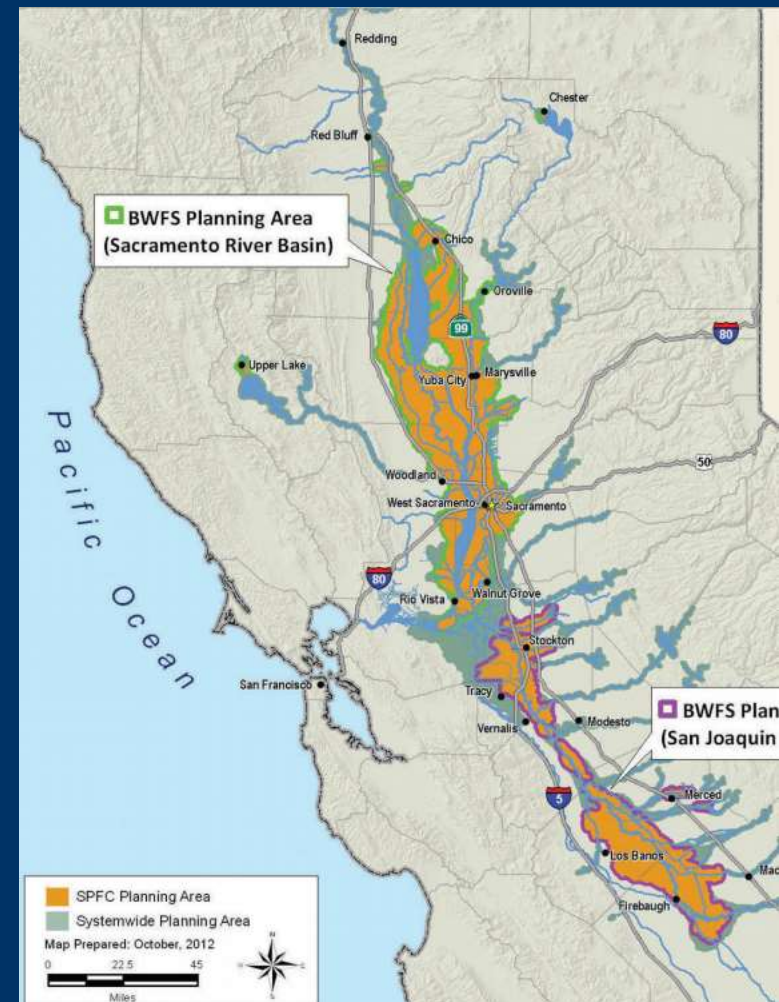 Redding
Chester
Red Bluff
BWFS Planning Area
(Sacramento River Basin)
Chico
Oroville
99
80
Upper Lake
Yuba City
Marysville
Pacific Ocean
Woodland
50
West Sacramento
Sacramento
80
Walnut Grove
Rio Vista
Stockton
San Francisco
Tracy
BWFS Plan
(San Joaquin
Vernalis
Modesto
5
Merced
Los Banos
Mac
Firebaugh
SPFC Planning Area
Systemwide Planning Area
Map Prepared: October, 2012
0 22.5 45
Miles
N
W E
S